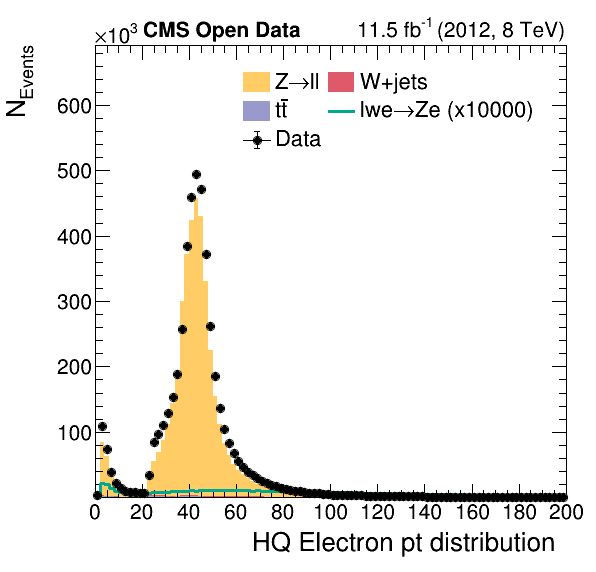 ×10³ CMS Open Data 11.5 fb⁻¹ (2012, 8 TeV)
Z→ll W+jets
tt̄ lwe→Ze (x10000)
Data
N_Events
600
500
400
300
200
100
0 20 40 60 80 100 120 140 160 180 200
HQ Electron pt distribution